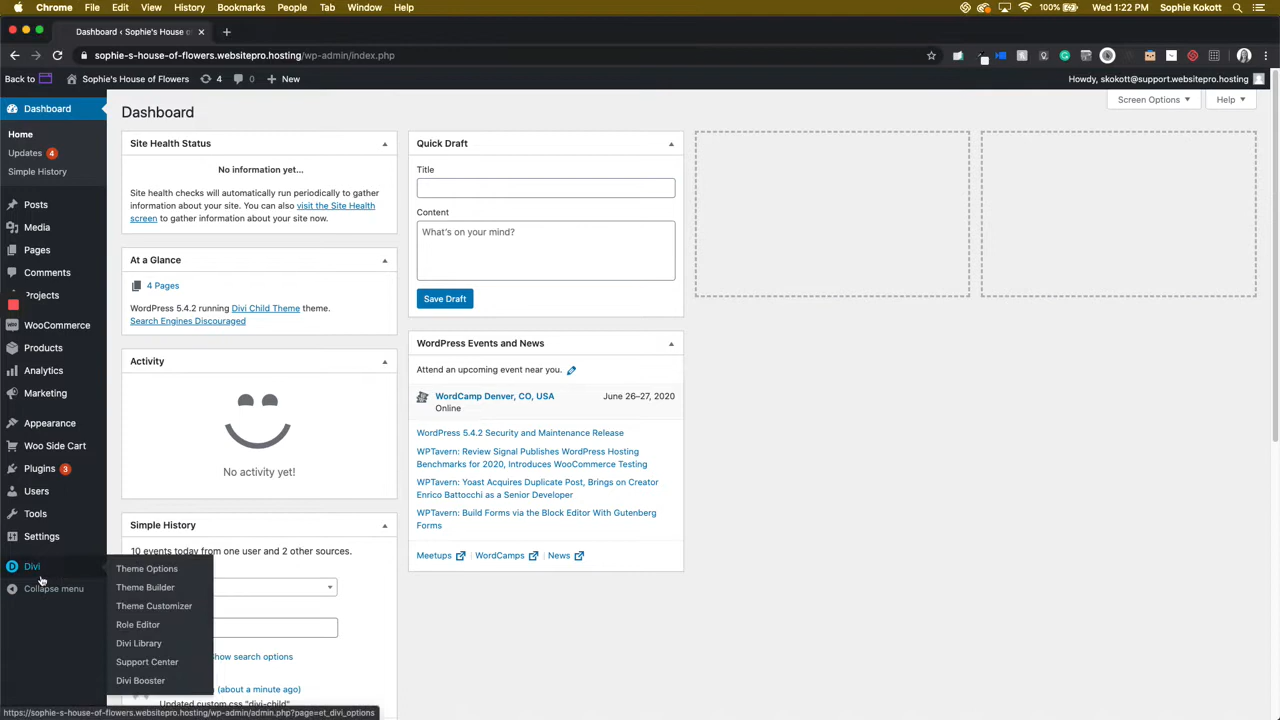 Chrome File Edit View History Bookmarks People Tab Window Help 100% Wed 1:22 PM Sophie Kokott
Dashboard ‹ Sophie's House of
sophie-s-house-of-flowers.websitepro.hosting/wp-admin/index.php
Back to Sophie's House of Flowers 4 0 New Howdy, skokott@support.websitepro.hosting
Screen Options Help
Dashboard
Home
Updates 4
Simple History
Posts
Media
Pages
Comments
Projects
WooCommerce
Products
Analytics
Marketing
Appearance
Woo Side Cart
Plugins 3
Users
Tools
Settings
Divi
Collapse menu
Theme Options
Theme Builder
Theme Customizer
Role Editor
Divi Library
Support Center
Divi Booster
Dashboard
Site Health Status
No information yet...
Site health checks will automatically run periodically to gather
information about your site. You can also visit the Site Health
screen to gather information about your site now.
At a Glance
4 Pages
WordPress 5.4.2 running Divi Child Theme theme.
Search Engines Discouraged
Activity
No activity yet!
Simple History
10 events today from one user and 2 other sources.
Show search options
(about a minute ago)
Updated custom css "divi-child"
Quick Draft
Title
Content
What's on your mind?
Save Draft
WordPress Events and News
Attend an upcoming event near you.
WordCamp Denver, CO, USA June 26–27, 2020
Online
WordPress 5.4.2 Security and Maintenance Release
WPTavern: Review Signal Publishes WordPress Hosting
Benchmarks for 2020, Introduces WooCommerce Testing
WPTavern: Yoast Acquires Duplicate Post, Brings on Creator
Enrico Battocchi as a Senior Developer
WPTavern: Build Forms via the Block Editor With Gutenberg
Forms
Meetups | WordCamps | News
https://sophie-s-house-of-flowers.websitepro.hosting/wp-admin/admin.php?page=et_divi_options